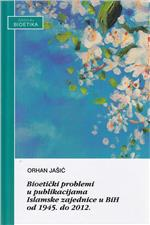 BIOETIKA
ORHAN JAŠIĆ
Bioetički problemi
u publikacijama
Islamske zajednice u BiH
od 1945. do 2012.